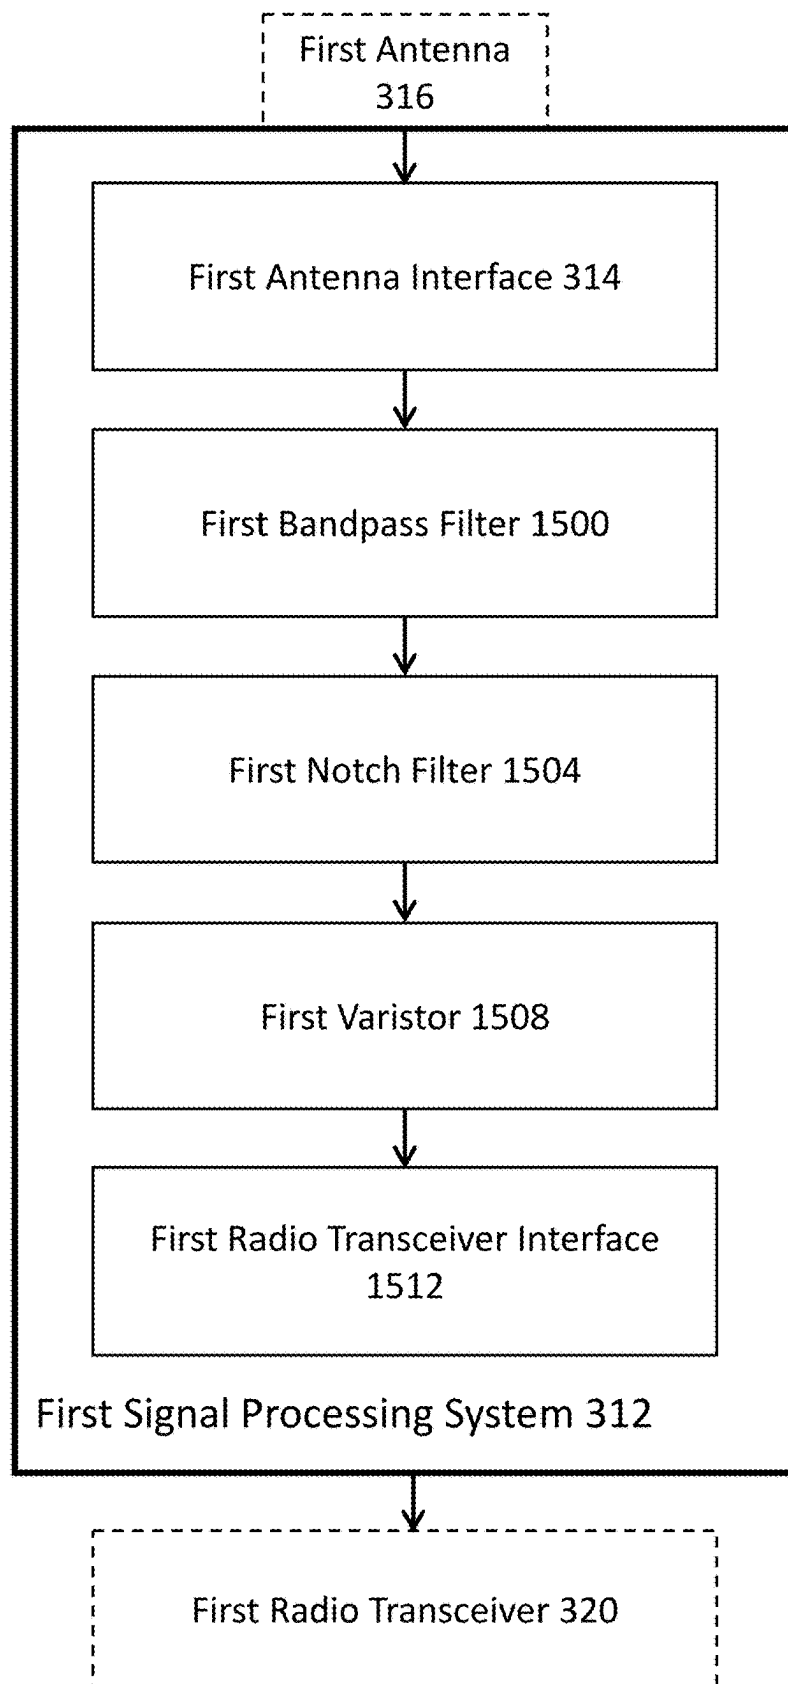 First Antenna
316
First Antenna Interface 314
First Bandpass Filter 1500
First Notch Filter 1504
First Varistor 1508
First Radio Transceiver Interface
1512
First Signal Processing System 312
First Radio Transceiver 320